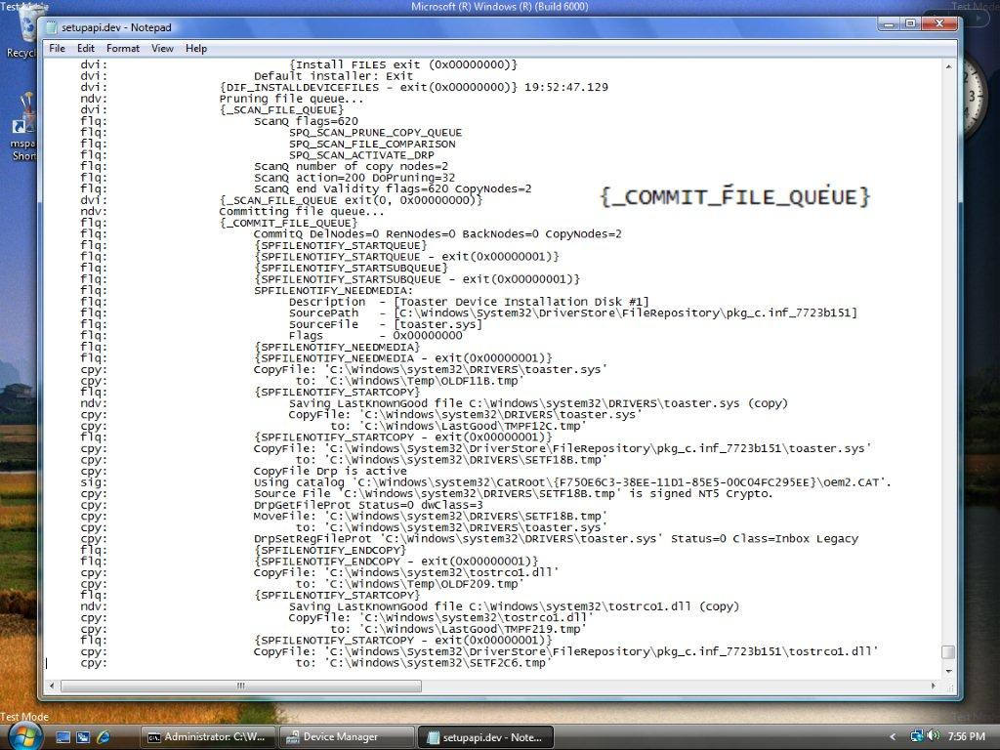 Test Mode
Microsoft (R) Windows (R) (Build 6000)
Test Mode
setupapi.dev - Notepad
File Edit Format View Help
dvi: {Install FILES exit (0x00000000)}
dvi: Default installer: Exit
dvi: {DIF_INSTALLDEVICEFILES - exit(0x00000000)} 19:52:47.129
ndv: Pruning file queue...
dvi: {_SCAN_FILE_QUEUE}
flq: ScanQ flags=620
flq: SPQ_SCAN_PRUNE_COPY_QUEUE
flq: SPQ_SCAN_FILE_COMPARISON
flq: SPQ_SCAN_ACTIVATE_DRP
flq: ScanQ number of copy nodes=2
flq: ScanQ action=200 DoPruning=32
flq: ScanQ end Validity flags=620 CopyNodes=2
dvi: {_SCAN_FILE_QUEUE exit(0, 0x00000000)}
{_COMMIT_FILE_QUEUE}
ndv: Committing file queue...
flq: {_COMMIT_FILE_QUEUE}
flq: CommitQ DelNodes=0 RenNodes=0 BackNodes=0 CopyNodes=2
flq: {SPFILENOTIFY_STARTQUEUE}
flq: {SPFILENOTIFY_STARTQUEUE - exit(0x00000001)}
flq: {SPFILENOTIFY_STARTSUBQUEUE}
flq: {SPFILENOTIFY_STARTSUBQUEUE - exit(0x00000001)}
flq: SPFILENOTIFY_NEEDMEDIA:
flq: Description - [Toaster Device Installation Disk #1]
flq: SourcePath - [C:\Windows\System32\DriverStore\FileRepository\pkg_c.inf_7723b151]
flq: SourceFile - [toaster.sys]
flq: Flags - 0x00000000
flq: {SPFILENOTIFY_NEEDMEDIA}
flq: {SPFILENOTIFY_NEEDMEDIA - exit(0x00000001)}
cpy: CopyFile: 'C:\Windows\system32\DRIVERS\toaster.sys'
cpy: to: 'C:\Windows\Temp\OLDF11B.tmp'
flq: {SPFILENOTIFY_STARTCOPY}
ndv: Saving LastKnownGood file C:\Windows\system32\DRIVERS\toaster.sys (copy)
cpy: CopyFile: 'C:\Windows\system32\DRIVERS\toaster.sys'
cpy: to: 'C:\Windows\LastGood\TMPF12C.tmp'
flq: {SPFILENOTIFY_STARTCOPY - exit(0x00000001)}
cpy: CopyFile: 'C:\Windows\System32\DriverStore\FileRepository\pkg_c.inf_7723b151\toaster.sys'
cpy: to: 'C:\Windows\system32\DRIVERS\SETF18B.tmp'
cpy: CopyFile Drp is active
sig: Using catalog 'C:\Windows\system32\CatRoot\{F750E6C3-38EE-11D1-85E5-00C04FC295EE}\oem2.CAT'.
cpy: Source File 'C:\Windows\system32\DRIVERS\SETF18B.tmp' is signed NT5 Crypto.
cpy: DrpGetFileProt Status=0 dwClass=3
cpy: MoveFile: 'C:\Windows\system32\DRIVERS\SETF18B.tmp'
cpy: to: 'C:\Windows\system32\DRIVERS\toaster.sys'
cpy: DrpSetRegFileProt 'C:\Windows\system32\DRIVERS\toaster.sys' Status=0 Class=Inbox Legacy
flq: {SPFILENOTIFY_ENDCOPY}
flq: {SPFILENOTIFY_ENDCOPY - exit(0x00000001)}
cpy: CopyFile: 'C:\Windows\system32\tostrco1.dll'
cpy: to: 'C:\Windows\Temp\OLDF209.tmp'
flq: {SPFILENOTIFY_STARTCOPY}
ndv: Saving LastKnownGood file C:\Windows\system32\tostrco1.dll (copy)
cpy: CopyFile: 'C:\Windows\system32\tostrco1.dll'
cpy: to: 'C:\Windows\LastGood\TMPF219.tmp'
flq: {SPFILENOTIFY_STARTCOPY - exit(0x00000001)}
cpy: CopyFile: 'C:\Windows\System32\DriverStore\FileRepository\pkg_c.inf_7723b151\tostrco1.dll'
cpy: to: 'C:\Windows\system32\SETF2C6.tmp'
Recyc
mspa
Shor
Test Mode
Test Mode
Administrator: C:\W...
Device Manager
setupapi.dev - Note...
7:56 PM